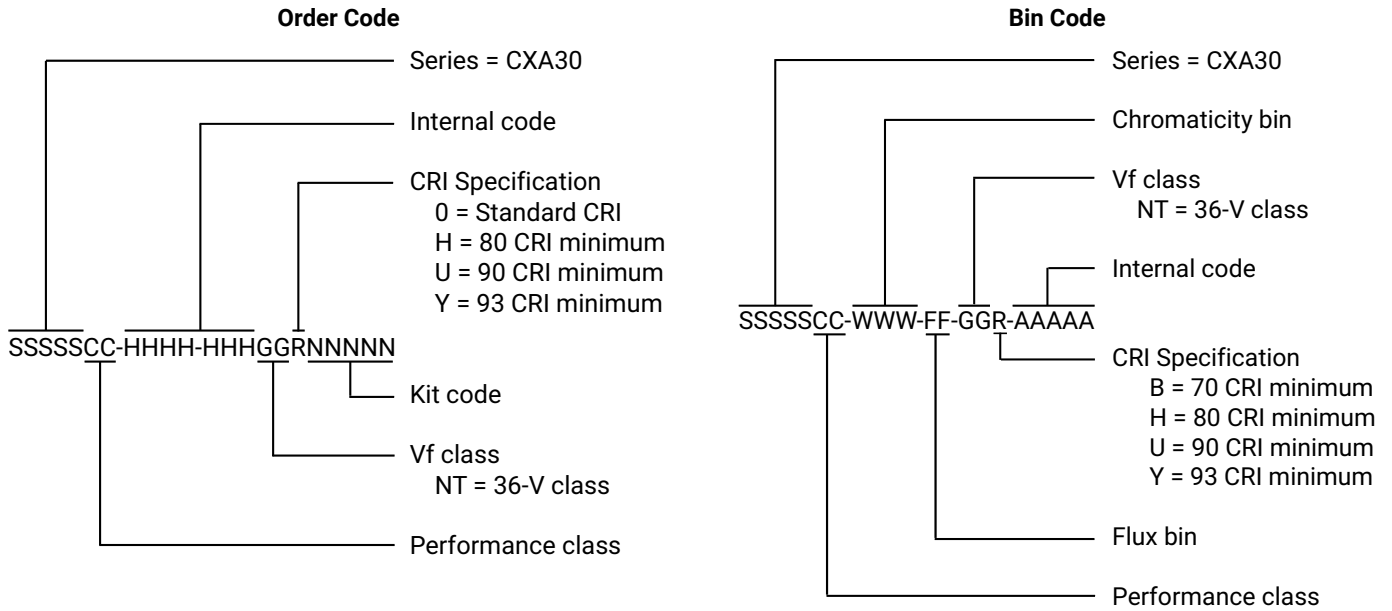 Order Code
Series = CXA30
Internal code
CRI Specification
0 = Standard CRI
H = 80 CRI minimum
U = 90 CRI minimum
Y = 93 CRI minimum
SSSSSCC-HHHH-HHHGGRNNNNN
Kit code
Vf class
NT = 36-V class
Performance class
Bin Code
Series = CXA30
Chromaticity bin
Vf class
NT = 36-V class
Internal code
SSSSSCC-WWW-FF-GGR-AAAAA
CRI Specification
B = 70 CRI minimum
H = 80 CRI minimum
U = 90 CRI minimum
Y = 93 CRI minimum
Flux bin
Performance class